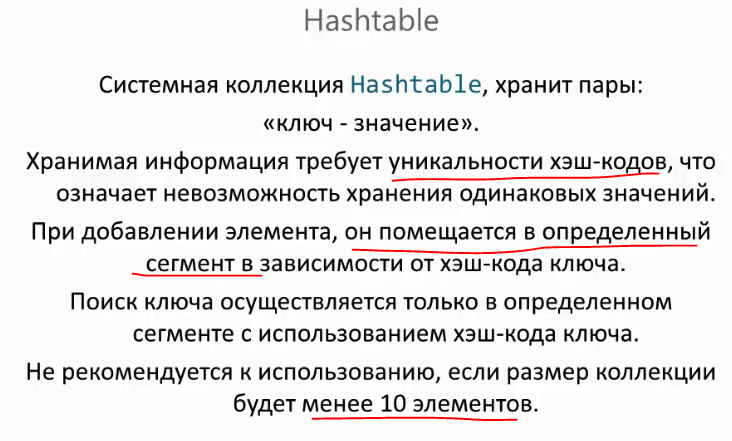 Hashtable
Системная коллекция Hashtable, хранит пары:
«ключ - значение».
Хранимая информация требует уникальности хэш-кодов, что
означает невозможность хранения одинаковых значений.
При добавлении элемента, он помещается в определенный
сегмент в зависимости от хэш-кода ключа.
Поиск ключа осуществляется только в определенном
сегменте с использованием хэш-кода ключа.
Не рекомендуется к использованию, если размер коллекции
будет менее 10 элементов.